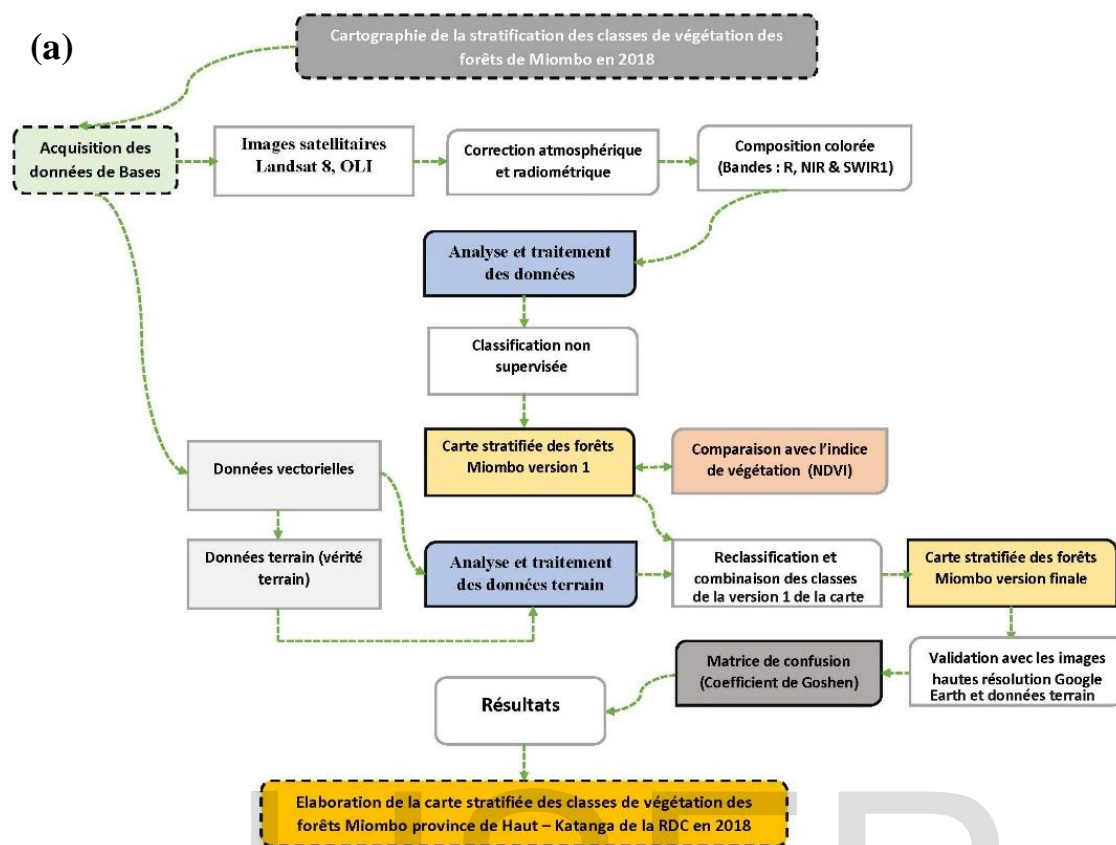 (a)
Cartographie de la stratification des classes de végétation des
forêts de Miombo en 2018
Acquisition des
données de Bases
Images satellitaires
Landsat 8, OLI
Correction atmosphérique
et radiométrique
Composition colorée
(Bandes : R, NIR & SWIR1)
Analyse et traitement
des données
Classification non
supervisée
Carte stratifiée des forêts
Miombo version 1
Comparaison avec l'indice
de végétation (NDVI)
Données vectorielles
Données terrain (vérité
terrain)
Analyse et traitement
des données terrain
Reclassification et
combinaison des classes
de la version 1 de la carte
Carte stratifiée des forêts
Miombo version finale
Validation avec les images
hautes résolution Google
Earth et données terrain
Matrice de confusion
(Coefficient de Goshen)
Résultats
Elaboration de la carte stratifiée des classes de végétation des
forêts Miombo province de Haut – Katanga de la RDC en 2018